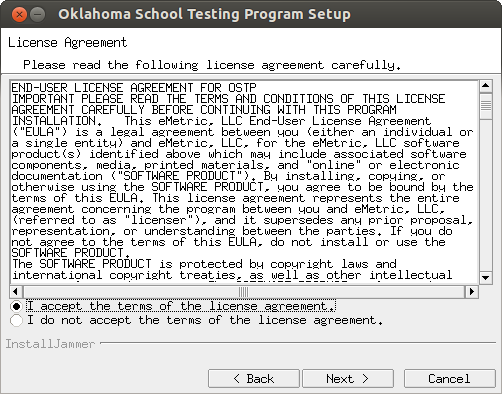 Oklahoma School Testing Program Setup
License Agreement
Please read the following license agreement carefully.
END-USER LICENSE AGREEMENT FOR OSTP
IMPORTANT PLEASE READ THE TERMS AND CONDITIONS OF THIS LICENSE
AGREEMENT CAREFULLY BEFORE CONTINUING WITH THIS PROGRAM
INSTALLATION.   This eMetric, LLC End-User License Agreement
("EULA") is a legal agreement between you (either an individual or
a single entity) and eMetric, LLC, for the eMetric, LLC software
product(s) identified above which may include associated software
components, media, printed materials, and "online" or electronic
documentation ("SOFTWARE PRODUCT"). By installing, copying, or
otherwise using the SOFTWARE PRODUCT, you agree to be bound by the
terms of this EULA. This license agreement represents the entire
agreement concerning the program between you and eMetric, LLC,
(referred to as "licenser"), and it supersedes any prior proposal,
representation, or understanding between the parties. If you do
not agree to the terms of this EULA, do not install or use the
SOFTWARE PRODUCT.
The SOFTWARE PRODUCT is protected by copyright laws and
international copyright treaties, as well as other intellectual
I accept the terms of the license agreement.
I do not accept the terms of the license agreement.
InstallJammer
< Back Next > Cancel